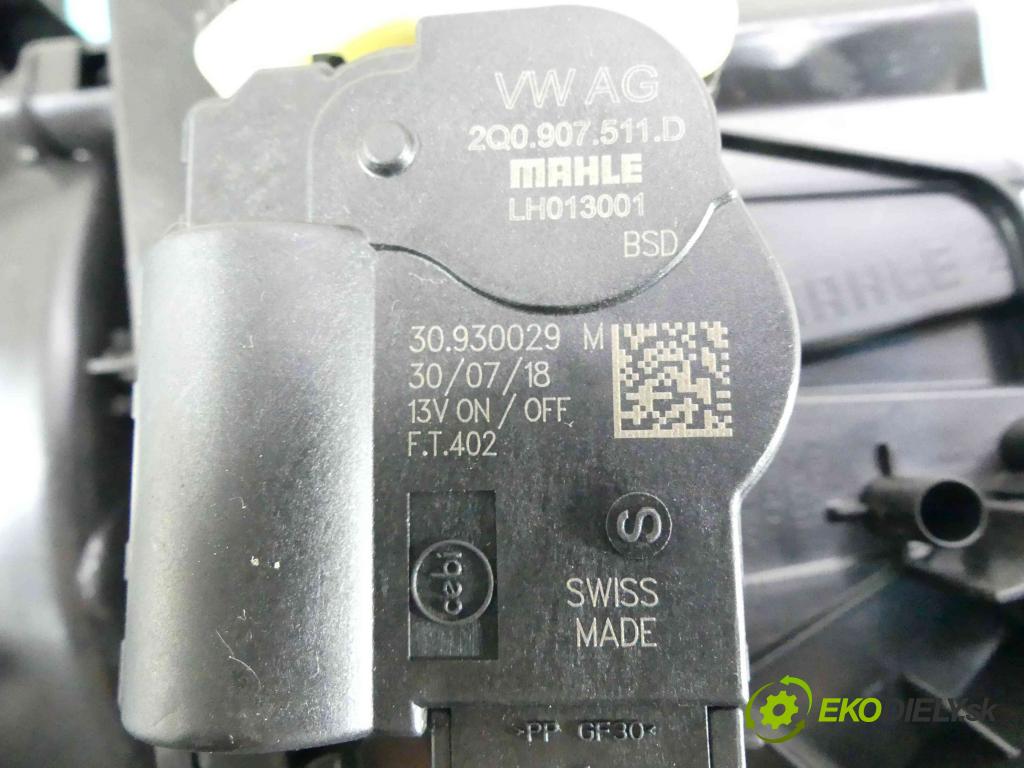 VW AG
2Q0.907.511.D
MAHLE
LH013001
BSD
MAHLE
30.930029 M
30/07/18
13V ON / OFF
F.T.402
S
cebi
SWISS
MADE
>PP GF30<
EKODIELY.sk